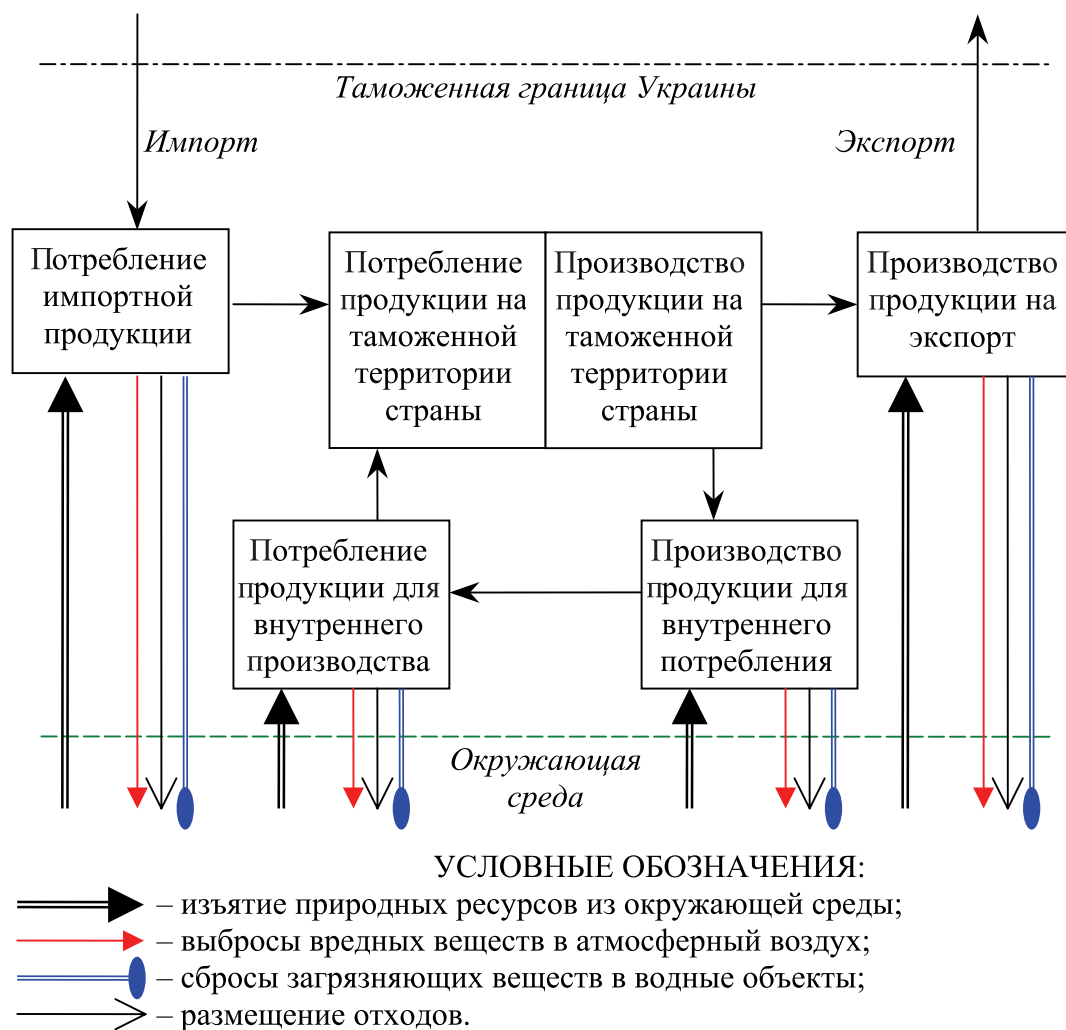 Таможенная граница Украины
Импорт
Экспорт
Потребление
импортной
продукции
Потребление
продукции на
таможенной
территории
страны
Производство
продукции на
таможенной
территории
страны
Производство
продукции на
экспорт
Потребление
продукции для
внутреннего
производства
Производство
продукции для
внутреннего
потребления
Окружающая
среда
УСЛОВНЫЕ ОБОЗНАЧЕНИЯ:
– изъятие природных ресурсов из окружающей среды;
– выбросы вредных веществ в атмосферный воздух;
– сбросы загрязняющих веществ в водные объекты;
– размещение отходов.